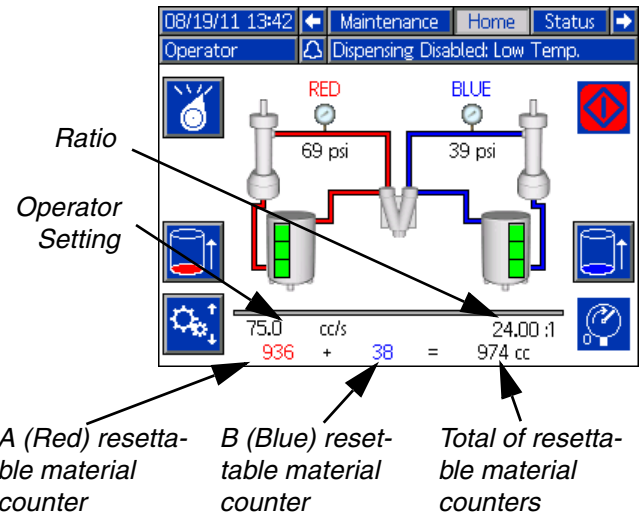 08/19/11 13:42 Maintenance Home Status
Operator Dispensing Disabled: Low Temp.
RED BLUE
69 psi 39 psi
Ratio
Operator
Setting
75.0 cc/s 24.00 :1
936 + 38 = 974 cc
A (Red) resetta-
ble material
counter
B (Blue) reset-
table material
counter
Total of resetta-
ble material
counters